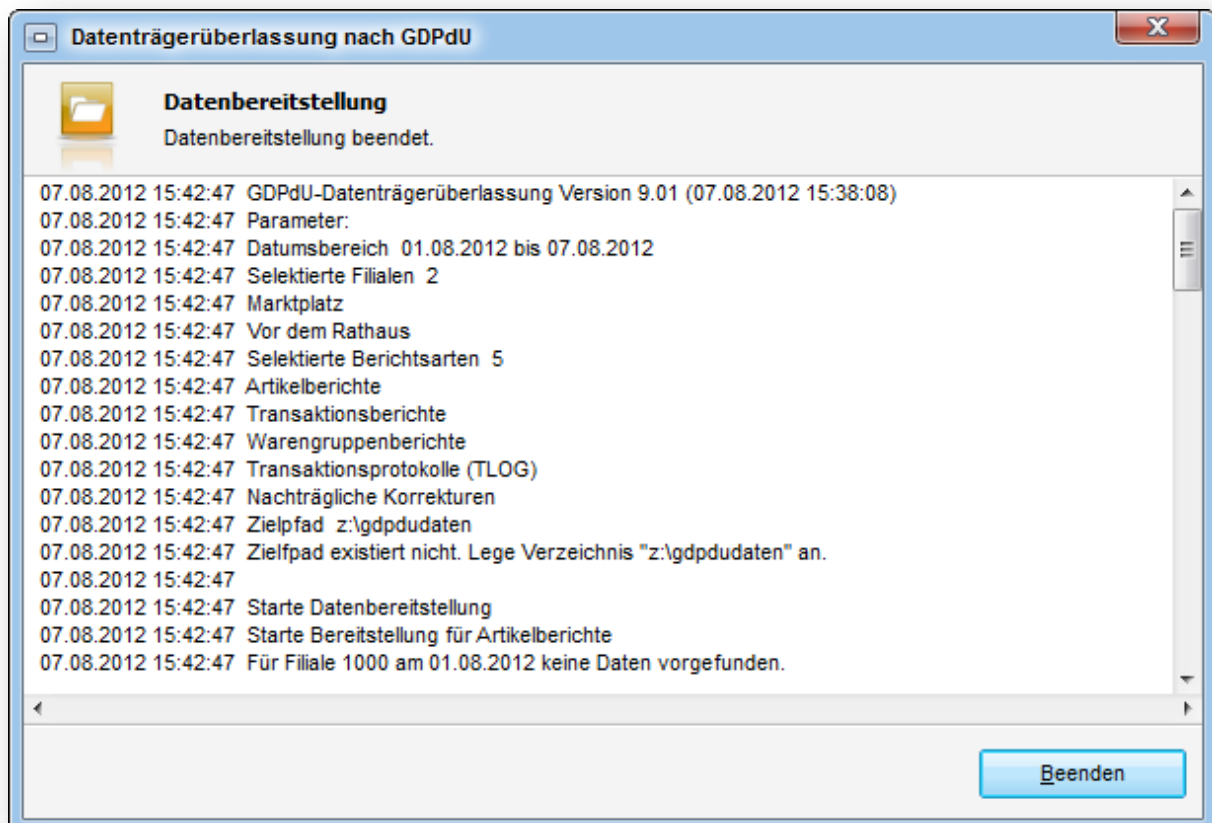 Datenträgerüberlassung nach GDPdU
Datenbereitstellung
Datenbereitstellung beendet.
07.08.2012 15:42:47 GDPdU-Datenträgerüberlassung Version 9.01 (07.08.2012 15:38:08)
07.08.2012 15:42:47 Parameter:
07.08.2012 15:42:47 Datumsbereich 01.08.2012 bis 07.08.2012
07.08.2012 15:42:47 Selektierte Filialen 2
07.08.2012 15:42:47 Marktplatz
07.08.2012 15:42:47 Vor dem Rathaus
07.08.2012 15:42:47 Selektierte Berichtsarten 5
07.08.2012 15:42:47 Artikelberichte
07.08.2012 15:42:47 Transaktionsberichte
07.08.2012 15:42:47 Warengruppenberichte
07.08.2012 15:42:47 Transaktionsprotokolle (TLOG)
07.08.2012 15:42:47 Nachträgliche Korrekturen
07.08.2012 15:42:47 Zielpfad z:\gdpdudaten
07.08.2012 15:42:47 Zielfpad existiert nicht. Lege Verzeichnis "z:\gdpdudaten" an.
07.08.2012 15:42:47
07.08.2012 15:42:47 Starte Datenbereitstellung
07.08.2012 15:42:47 Starte Bereitstellung für Artikelberichte
07.08.2012 15:42:47 Für Filiale 1000 am 01.08.2012 keine Daten vorgefunden.
Beenden